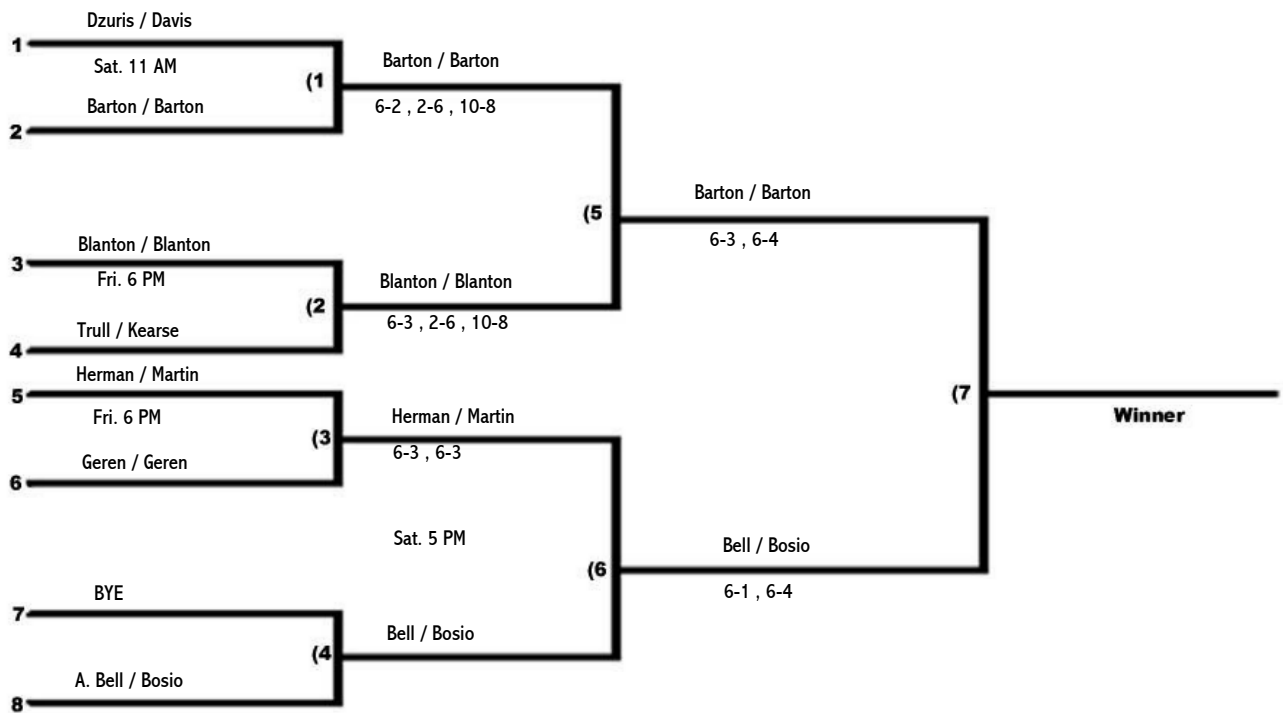 Dzuris / Davis
1
Sat. 11 AM
(1
Barton / Barton
2
Barton / Barton
6-2 , 2-6 , 10-8
Blanton / Blanton
3
Fri. 6 PM
(2
Trull / Kearse
4
Blanton / Blanton
6-3 , 2-6 , 10-8
(5
Barton / Barton
6-3 , 6-4
Herman / Martin
5
Fri. 6 PM
(3
Geren / Geren
6
Herman / Martin
6-3 , 6-3
Sat. 5 PM
BYE
7
(4
A. Bell / Bosio
8
Bell / Bosio
(6
Bell / Bosio
6-1 , 6-4
(7
Winner